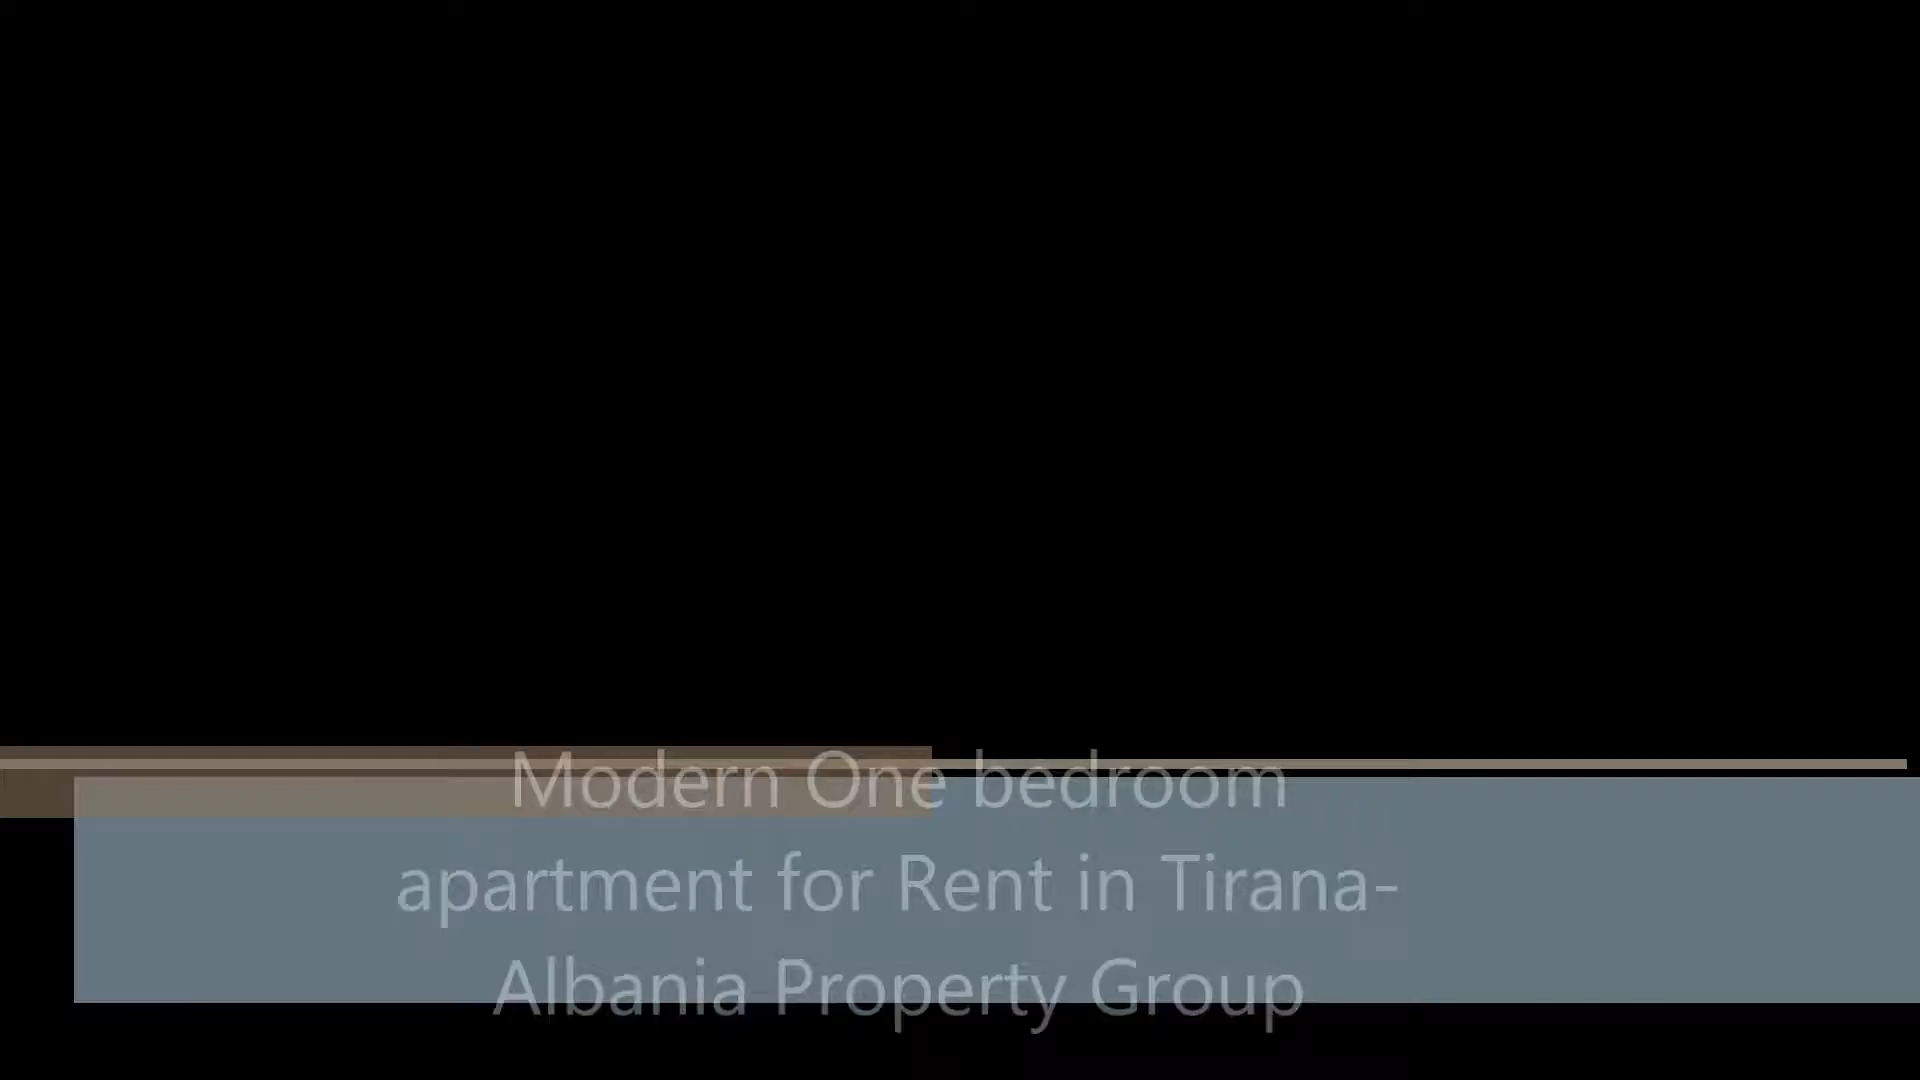 Modern One bedroom
apartment for Rent in Tirana-
Albania Property Group